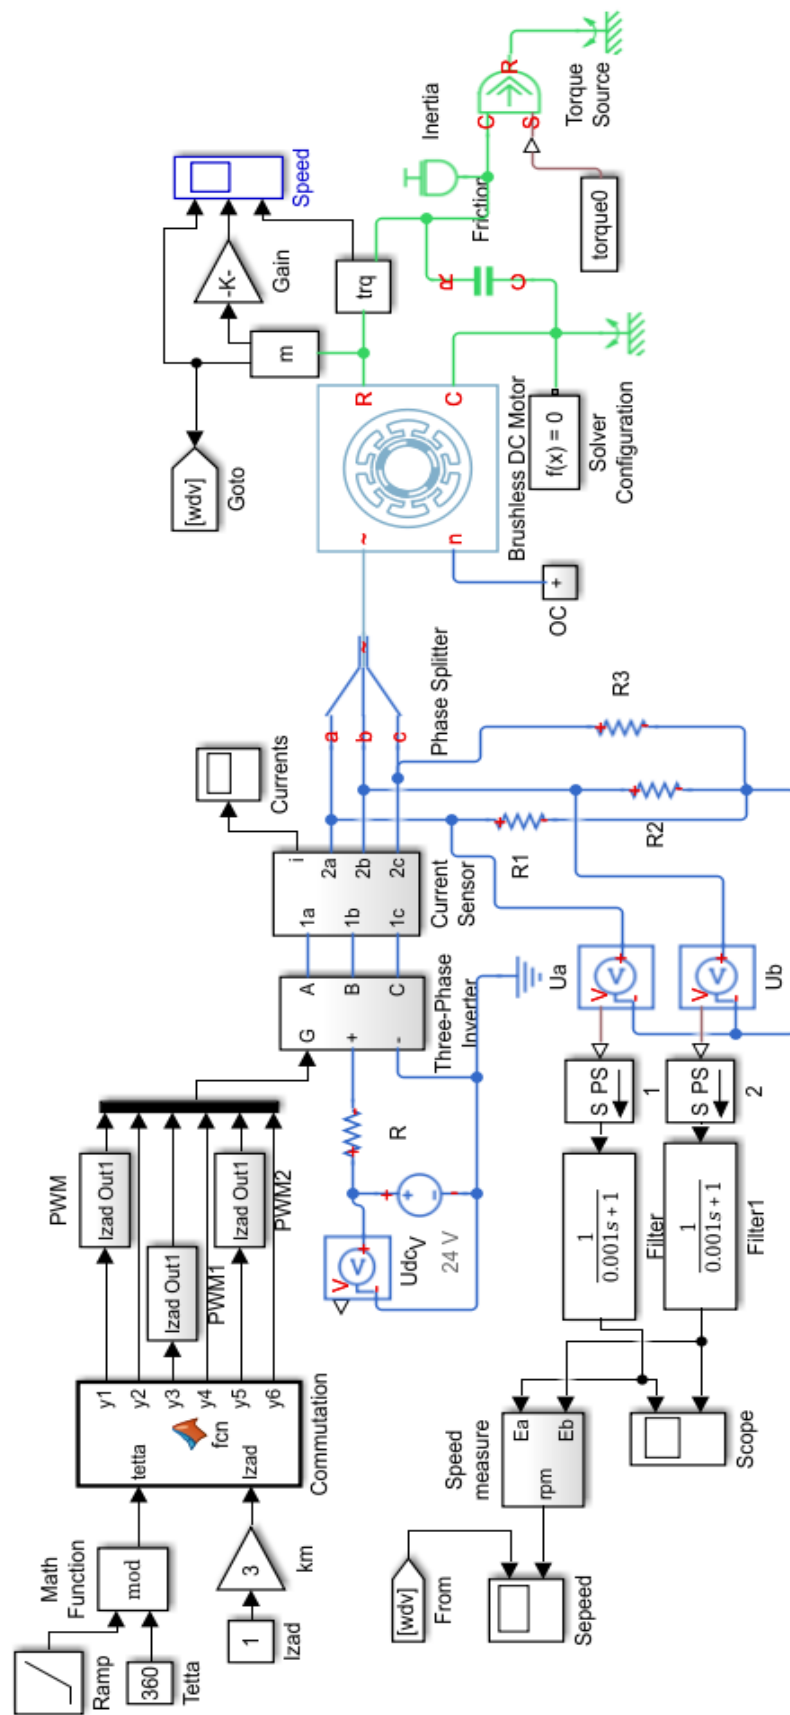 Ramp
360
Tetta
Math
Function
mod
1
Izad
3
km
tetta
Izad
fcn
y1
y2
y3
y4
y5
y6
Commutation
PWM
Izad Out1
Izad Out1
PWM1
Izad Out1
PWM2
V
Udc
V
24 V
R
G
+
-
A
B
C
Three-Phase
Inverter
1a
1b
1c
i
2a
2b
2c
Current
Sensor
Currents
a
b
c
~
Phase Splitter
~
n
R
C
Brushless DC Motor
OC
+
[wdv]
Goto
m
-K-
Gain
Speed
trq
f(x) = 0
Solver
Configuration
R
C
Friction
Inertia
C
S
R
Torque
Source
torque0
R1
R2
R3
V
V
Ua
V
V
Ub
S PS
1
S PS
2
1
0.001s + 1
Filter
1
0.001s + 1
Filter1
Speed
measure
Ea
Eb
rpm
Scope
[wdv]
From
Sepeed